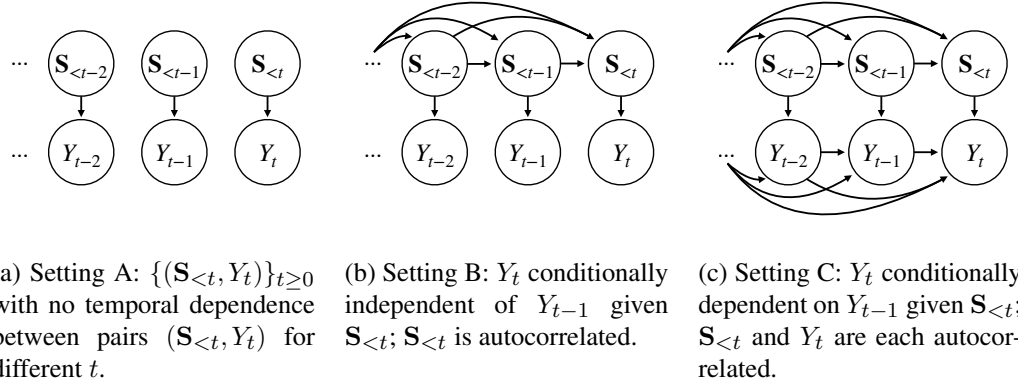 ... S<t−2 S<t−1 S<t ... S<t−2 S<t−1 S<t ... S<t−2 S<t−1 S<t
... Yt−2 Yt−1 Yt ... Yt−2 Yt−1 Yt ... Yt−2 Yt−1 Yt
a) Setting A: {(S<t, Yt)}t≥0
with no temporal dependence
between pairs (S<t, Yt) for
different t.
(b) Setting B: Yt conditionally
independent of Yt−1 given
S<t; S<t is autocorrelated.
(c) Setting C: Yt conditionally
dependent on Yt−1 given S<t;
S<t and Yt are each autocor-
related.